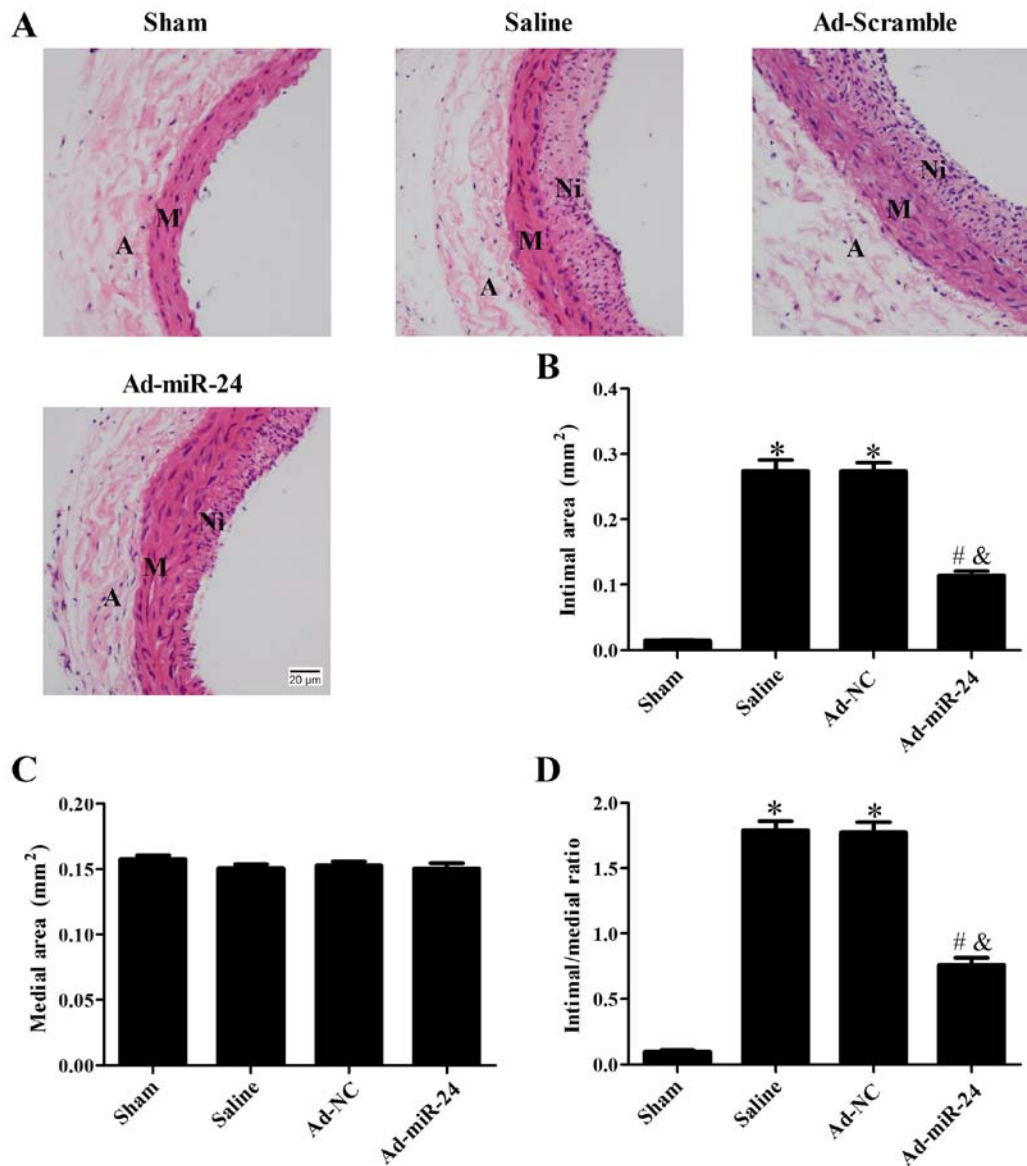 A
Sham
Saline
Ad-Scramble
M
A
Ni
M
A
Ni
M
A
Ad-miR-24
Ni
M
A
20 µm
B
Intimal area (mm²)
0.4
0.3
0.2
0.1
0.0
*
*
# &
Sham
Saline
Ad-NC
Ad-miR-24
C
Medial area (mm²)
0.20
0.15
0.10
0.05
0.00
Sham
Saline
Ad-NC
Ad-miR-24
D
Intimal/medial ratio
2.0
1.5
1.0
0.5
0.0
*
*
# &
Sham
Saline
Ad-NC
Ad-miR-24